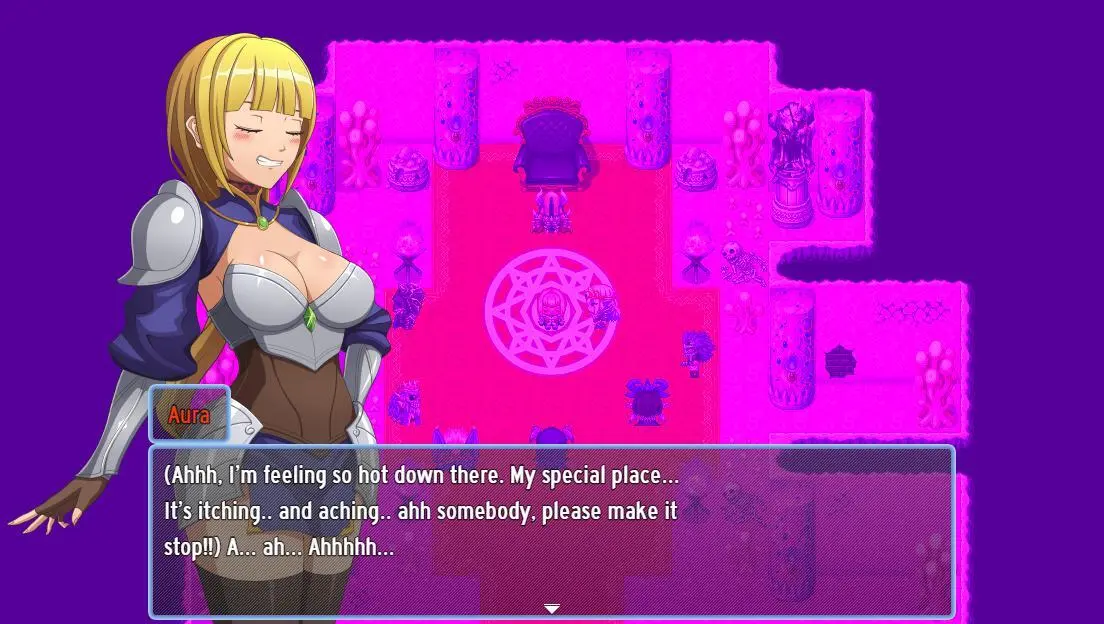 Aura
(Ahhh, I'm feeling so hot down there. My special place...
It's itching.. and aching.. ahh somebody, please make it
stop!!) A... ah... Ahhhhh...